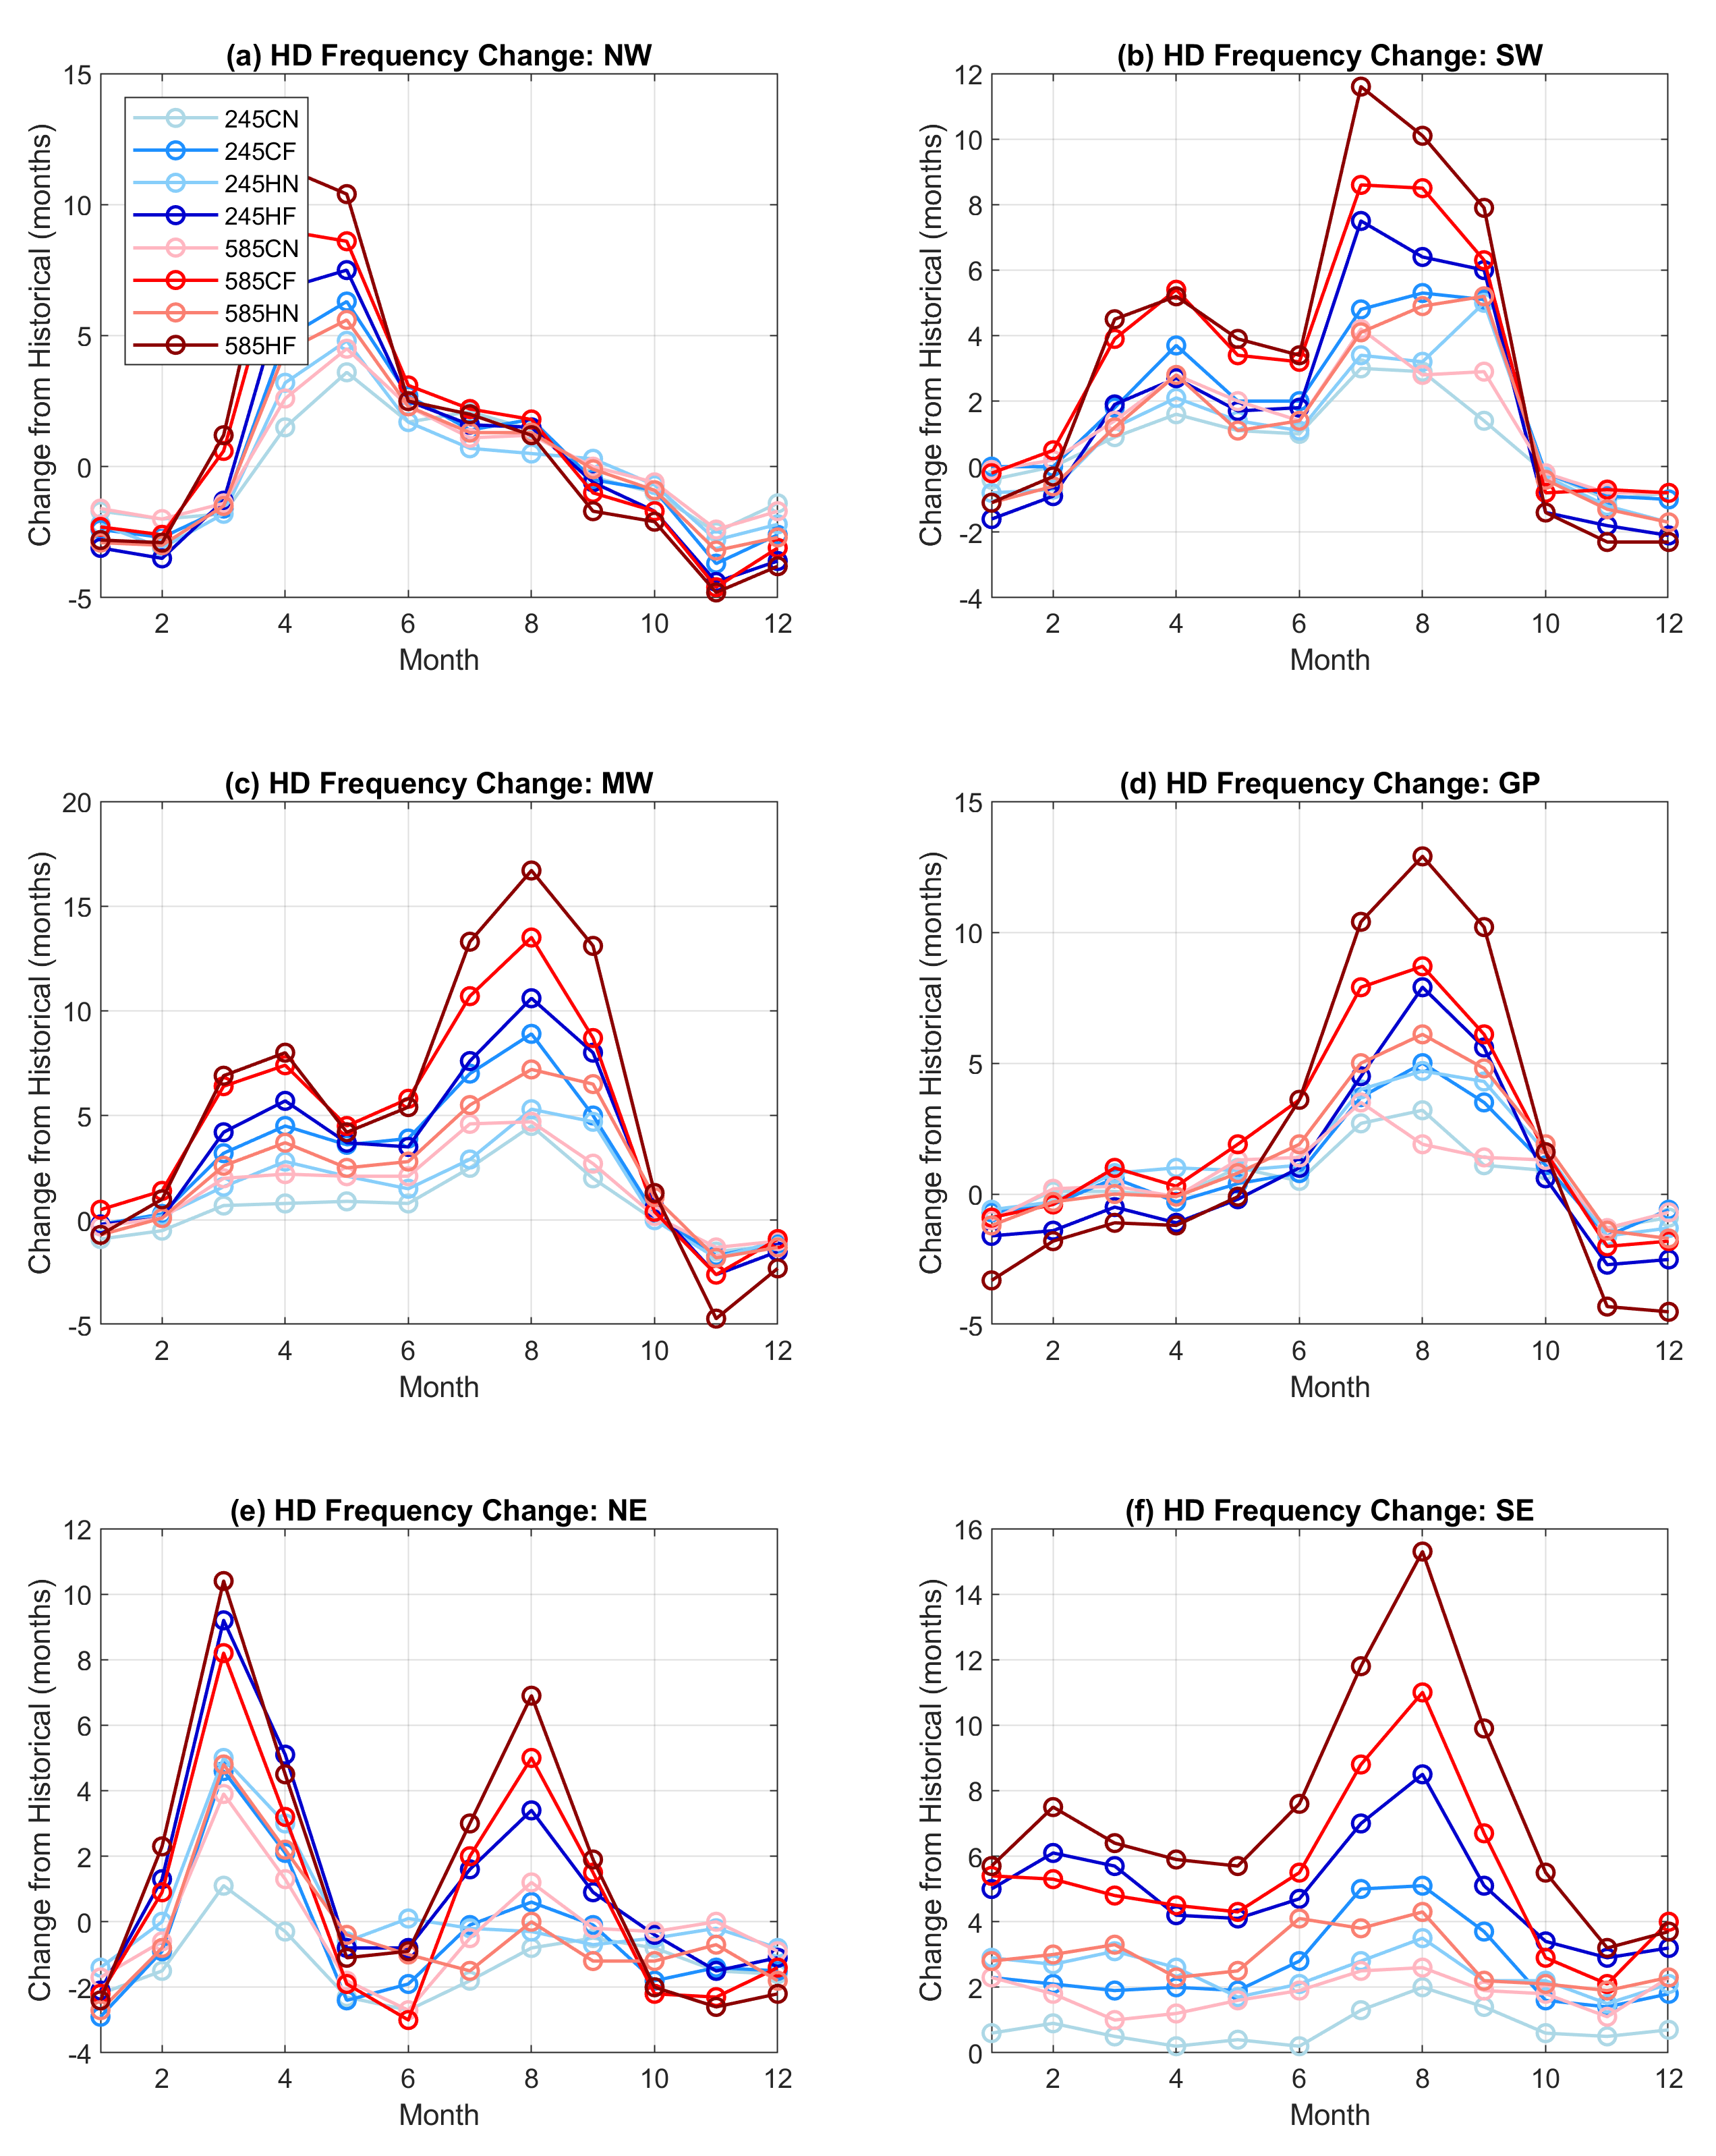 (a) HD Frequency Change: NW
Change from Historical (months)
15
10
5
0
-5
245CN
245CF
245HN
245HF
585CN
585CF
585HN
585HF
2 4 6 8 10 12
Month
(b) HD Frequency Change: SW
Change from Historical (months)
12
10
8
6
4
2
0
-2
-4
2 4 6 8 10 12
Month
(c) HD Frequency Change: MW
Change from Historical (months)
20
15
10
5
0
-5
2 4 6 8 10 12
Month
(d) HD Frequency Change: GP
Change from Historical (months)
15
10
5
0
-5
2 4 6 8 10 12
Month
(e) HD Frequency Change: NE
Change from Historical (months)
12
10
8
6
4
2
0
-2
-4
2 4 6 8 10 12
Month
(f) HD Frequency Change: SE
Change from Historical (months)
16
14
12
10
8
6
4
2
0
2 4 6 8 10 12
Month